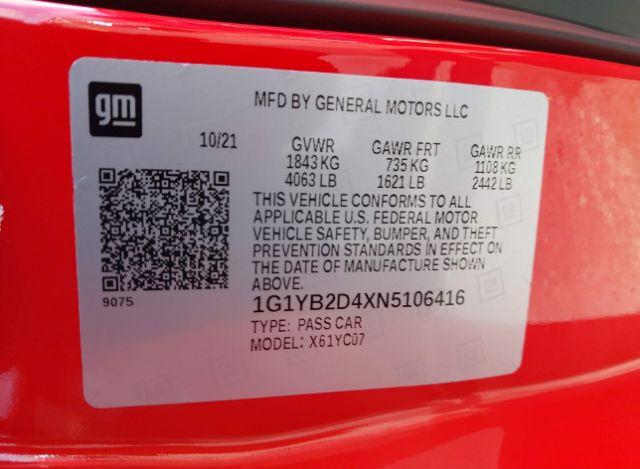 gm
MFD BY GENERAL MOTORS LLC
10/21 GVWR GAWR FRT GAWR RR
1843 KG 735 KG 1108 KG
4063 LB 1621 LB 2442 LB
THIS VEHICLE CONFORMS TO ALL
APPLICABLE U.S. FEDERAL MOTOR
VEHICLE SAFETY, BUMPER, AND THEFT
PREVENTION STANDARDS IN EFFECT ON
THE DATE OF MANUFACTURE SHOWN
ABOVE.
9075
1G1YB2D4XN5106416
TYPE: PASS CAR
MODEL: X61YC07